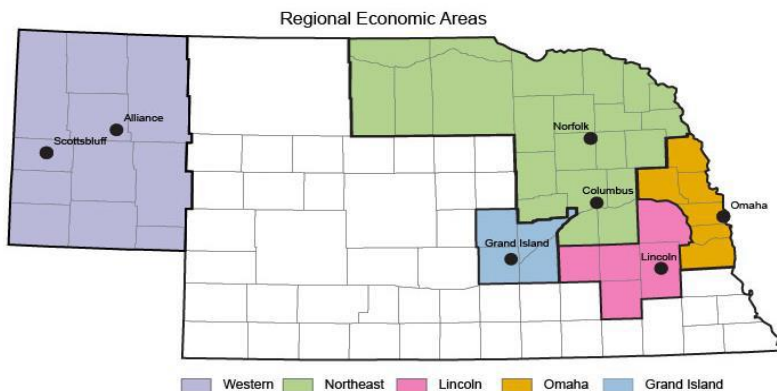 Regional Economic Areas
Alliance
Scottsbluff
Norfolk
Columbus
Omaha
Grand Island
Lincoln
Western Northeast Lincoln Omaha Grand Island